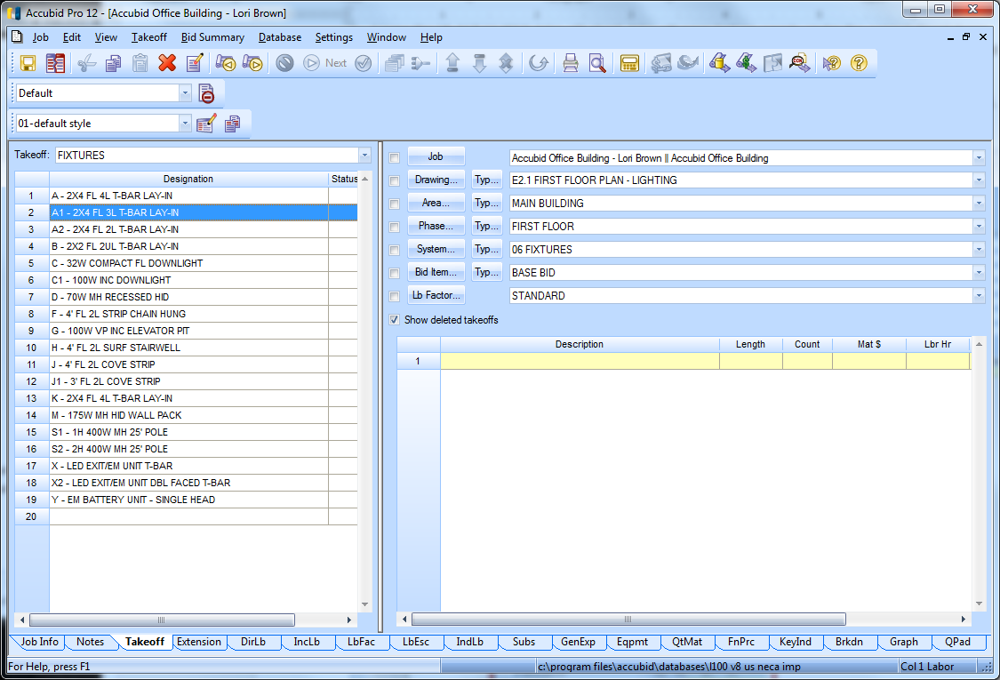 Accubid Pro 12 - [Accubid Office Building - Lori Brown]
Job Edit View Takeoff Bid Summary Database Settings Window Help
Next
Default
01-default style
Takeoff: FIXTURES
Designation Status
1 A - 2X4 FL 4L T-BAR LAY-IN
2 A1 - 2X4 FL 3L T-BAR LAY-IN
3 A2 - 2X4 FL 2L T-BAR LAY-IN
4 B - 2X2 FL 2UL T-BAR LAY-IN
5 C - 32W COMPACT FL DOWNLIGHT
6 C1 - 100W INC DOWNLIGHT
7 D - 70W MH RECESSED HID
8 F - 4' FL 2L STRIP CHAIN HUNG
9 G - 100W VP INC ELEVATOR PIT
10 H - 4' FL 2L SURF STAIRWELL
11 J - 4' FL 2L COVE STRIP
12 J1 - 3' FL 2L COVE STRIP
13 K - 2X4 FL 4L T-BAR LAY-IN
14 M - 175W MH HID WALL PACK
15 S1 - 1H 400W MH 25' POLE
16 S2 - 2H 400W MH 25' POLE
17 X - LED EXIT/EM UNIT T-BAR
18 X2 - LED EXIT/EM UNIT DBL FACED T-BAR
19 Y - EM BATTERY UNIT - SINGLE HEAD
20
Job Accubid Office Building - Lori Brown Accubid Office Building
Drawing... Typ... E2.1 FIRST FLOOR PLAN - LIGHTING
Area... Typ... MAIN BUILDING
Phase... Typ... FIRST FLOOR
System... Typ... 06 FIXTURES
Bid Item... Typ... BASE BID
Lb Factor... STANDARD
Show deleted takeoffs
Description Length Count Mat $ Lbr Hr
1
Job Info Notes Takeoff Extension DirLb IncLb LbFac LbEsc IndLb Subs GenExp Eqpmt QtMat FnPrc KeyInd Brkdn Graph QPad
For Help, press F1 c:\program files\accubid\databases\l100 v8 us neca imp Col 1 Labor